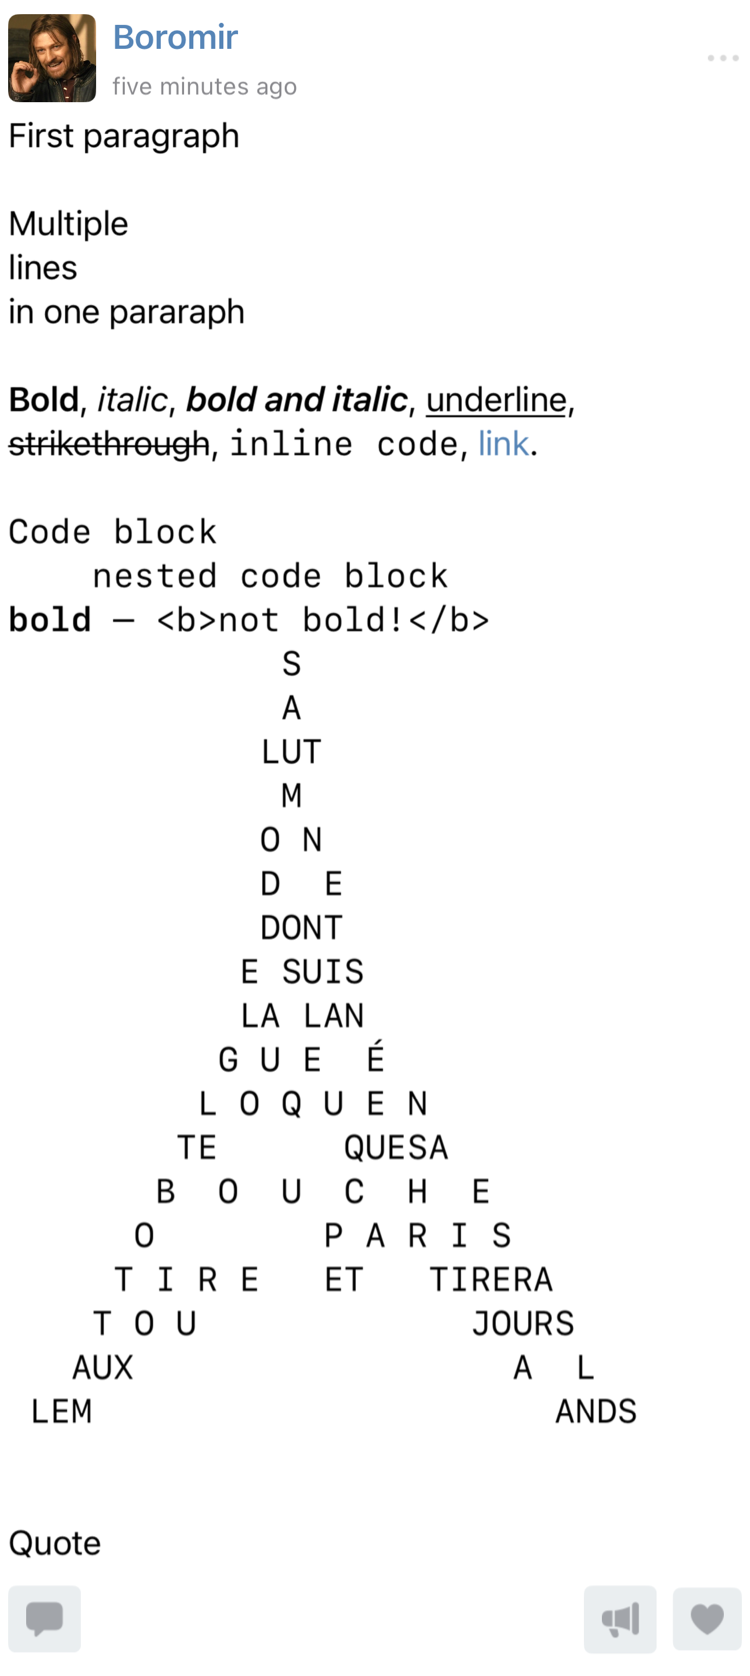 Boromir
five minutes ago
First paragraph
Multiple
lines
in one pararaph
Bold, italic, bold and italic, underline,
strikethrough, inline code, link.
Code block
    nested code block
bold — <b>not bold!</b>
             S
             A
            LUT
             M
            O N
            D  E
            DONT
           E SUIS
           LA LAN
          G U E  É
         L O Q U E N
        TE      QUESA
       B  O  U  C  H  E
      O        P A R I S
     T I R E   ET   TIRERA
    T O U             JOURS
   AUX                  A  L
 LEM                      ANDS
Quote